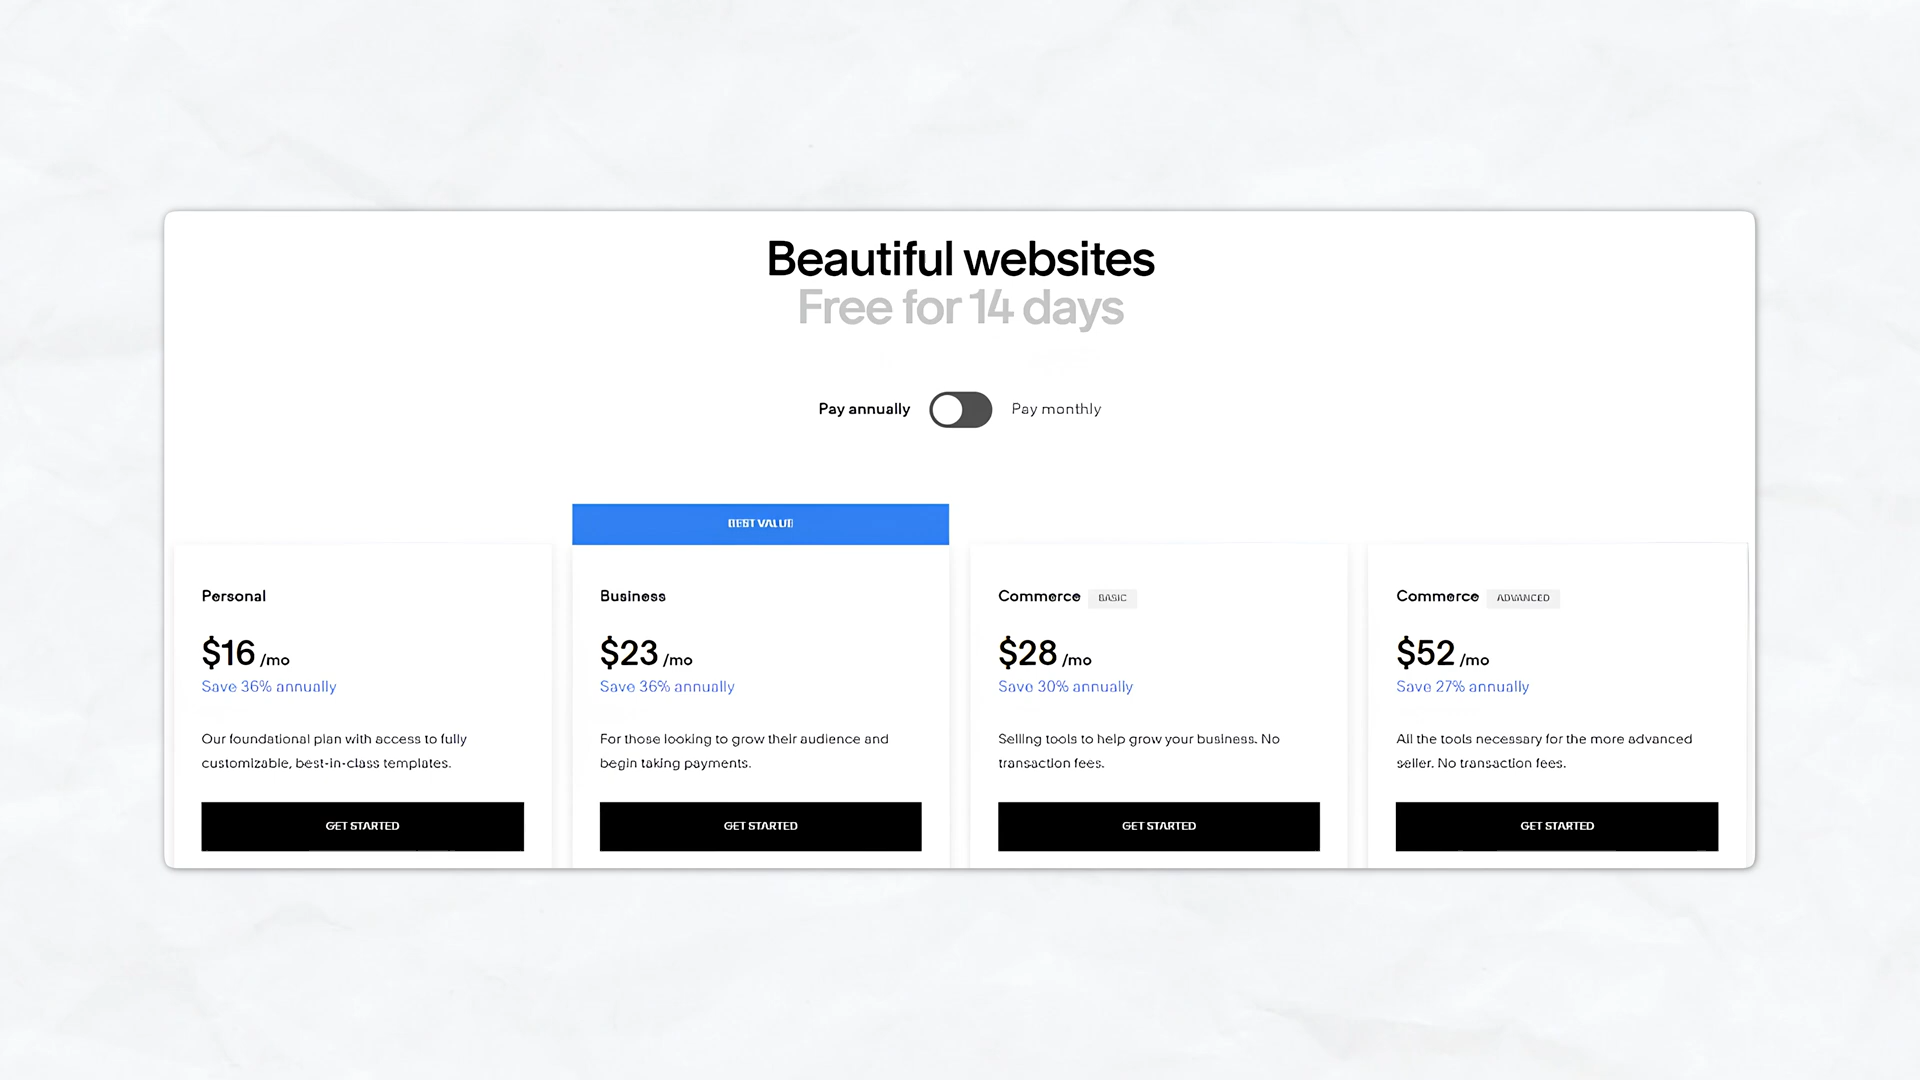 Beautiful websites
Free for 14 days
Pay annually
Pay monthly
BEST VALUE
Personal
$16 /mo
Save 36% annually
Our foundational plan with access to fully
customizable, best-in-class templates.
GET STARTED
Business
$23 /mo
Save 36% annually
For those looking to grow their audience and
begin taking payments.
GET STARTED
Commerce BASIC
$28 /mo
Save 30% annually
Selling tools to help grow your business. No
transaction fees.
GET STARTED
Commerce ADVANCED
$52 /mo
Save 27% annually
All the tools necessary for the more advanced
seller. No transaction fees.
GET STARTED